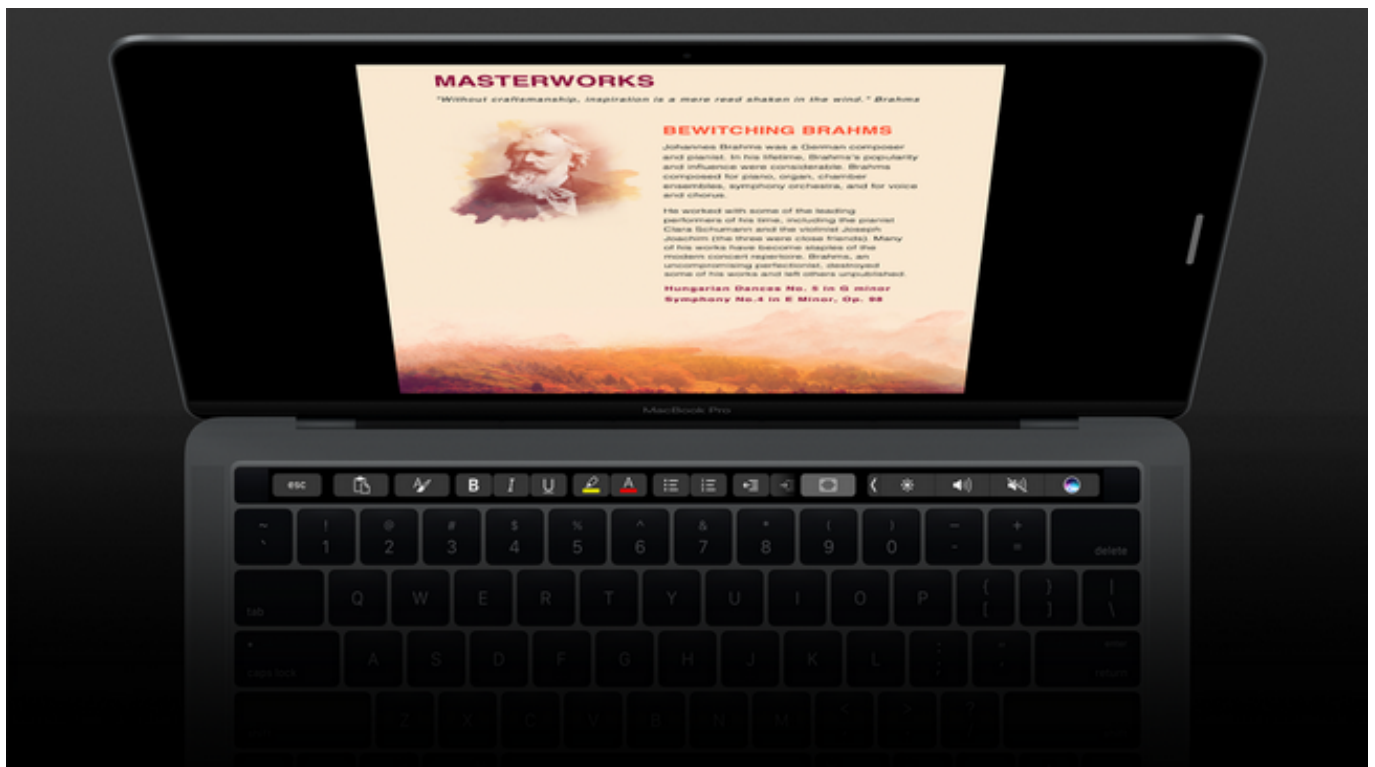 MASTERWORKS
"Without craftsmanship, inspiration is a mere reed shaken in the wind." Brahms
BEWITCHING BRAHMS
Johannes Brahms was a German composer
and pianist. In his lifetime, Brahms's popularity
and influence were considerable. Brahms
composed for piano, organ, chamber
ensembles, symphony orchestra, and for voice
and chorus.
He worked with some of the leading
performers of his time, including the pianist
Clara Schumann and the violinist Joseph
Joachim (the three were close friends). Many
of his works have become staples of the
modern concert repertoire. Brahms, an
uncompromising perfectionist, destroyed
some of his works and left others unpublished.
Hungarian Dances No. 5 in G minor
Symphony No.4 in E Minor, Op. 98
MacBook Pro
esc B I U A
~ ! @ # $ % ^ & * ( ) — +
` 1 2 3 4 5 6 7 8 9 0 - = delete
tab Q W E R T Y U I O P { [ } ] | \
caps lock A S D F G H J K L : ; " ' enter return
Z X C V B N M < > ?